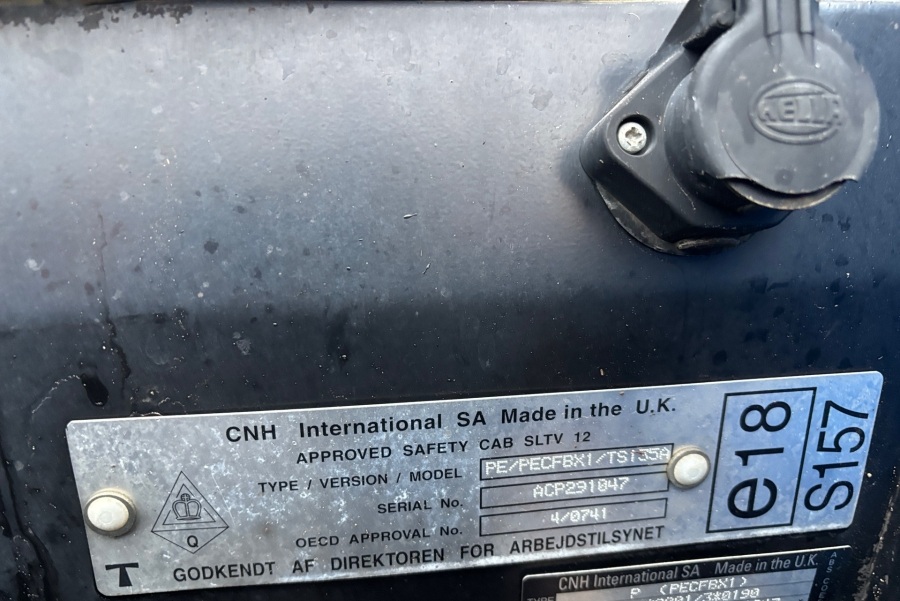 HELLA
CNH International SA Made in the U.K.
APPROVED SAFETY CAB SLTV 12
TYPE / VERSION / MODEL PE/PECFBX1/TS135A
SERIAL No. ACP291047
OECD APPROVAL No. 4/0741
GODKENDT AF DIREKTOREN FOR ARBEJDSTILSYNET
Q
T
e18
S157
CNH International SA Made in the U.K.
TYPE P (PECFBX1)